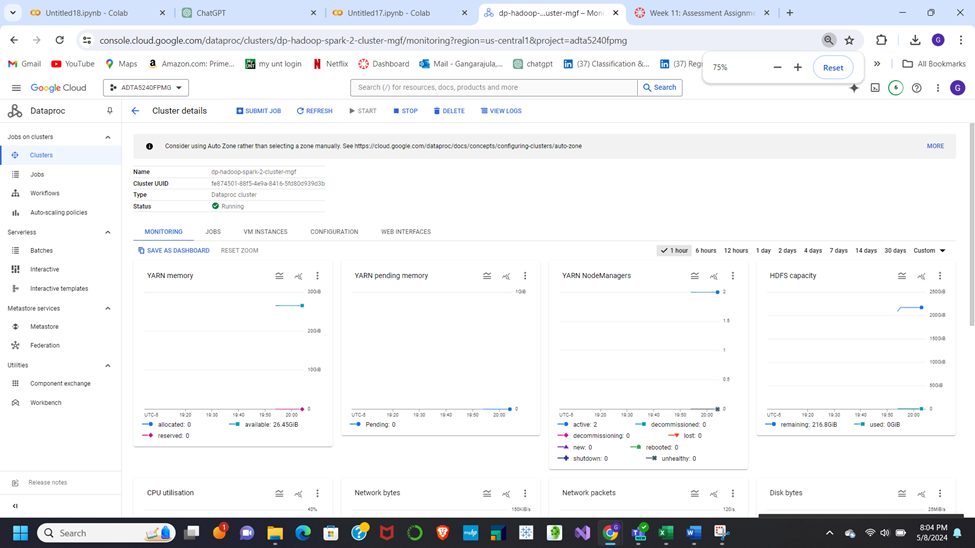 Untitled18.ipynb - Colab
ChatGPT
Untitled17.ipynb - Colab
dp-hadoop-...uster-mgf – Moni
Week 11: Assessment Assignme
console.cloud.google.com/dataproc/clusters/dp-hadoop-spark-2-cluster-mgf/monitoring?region=us-central1&project=adta5240fpmg
Gmail YouTube Maps Amazon.com: Prime... my unt login Netflix Dashboard Mail - Gangarajula,... chatgpt (37) Classification &... (37) Reg
All Bookmarks
75%
Reset
Google Cloud
ADTA5240FPMG
Search (/) for resources, docs, products and more
Search
6
G
Dataproc
Cluster details
SUBMIT JOB
REFRESH
START
STOP
DELETE
VIEW LOGS
Jobs on clusters
Clusters
Jobs
Workflows
Auto-scaling policies
Serverless
Batches
Interactive
Interactive templates
Metastore services
Metastore
Federation
Utilities
Component exchange
Workbench
Release notes
Consider using Auto Zone rather than selecting a zone manually. See https://cloud.google.com/dataproc/docs/concepts/configuring-clusters/auto-zone
MORE
Name dp-hadoop-spark-2-cluster-mgf
Cluster UUID fe874501-88f5-4e9a-8416-5fd80d939d3b
Type Dataproc cluster
Status Running
MONITORING JOBS VM INSTANCES CONFIGURATION WEB INTERFACES
SAVE AS DASHBOARD RESET ZOOM
1 hour 6 hours 12 hours 1 day 2 days 4 days 7 days 14 days 30 days Custom
YARN memory
30GiB
20GiB
10GiB
0
UTC-5 19:20 19:30 19:40 19:50 20:00
allocated: 0 available: 26.45GiB
reserved: 0
YARN pending memory
1GiB
0
UTC-5 19:20 19:30 19:40 19:50 20:00
Pending: 0
YARN NodeManagers
2
1.5
1
0.5
0
UTC-5 19:20 19:30 19:40 19:50 20:00
active: 2 decommissioned: 0
decommissioning: 0 lost: 0
new: 0 rebooted: 0
shutdown: 0 unhealthy: 0
HDFS capacity
250GiB
200GiB
150GiB
100GiB
50GiB
0
UTC-5 19:20 19:30 19:40 19:50 20:00
remaining: 216.8GiB used: 0GiB
CPU utilisation
40%
Network bytes
150KiB/s
Network packets
120/s
Disk bytes
25MiB/s
Search
8:04 PM
5/8/2024